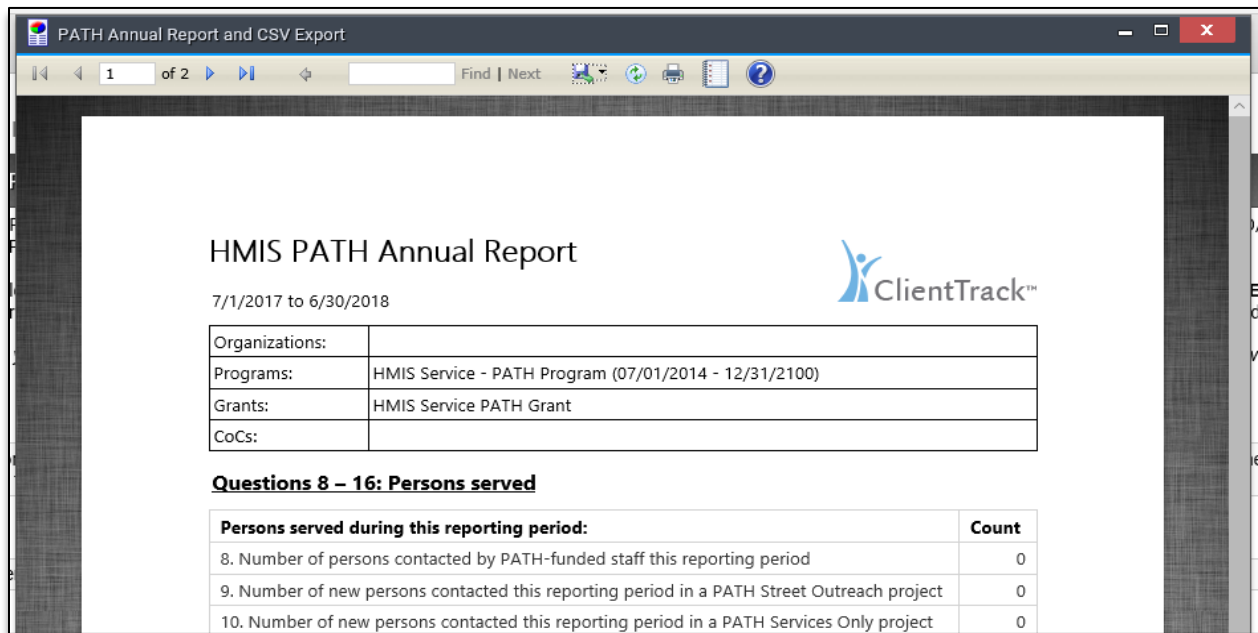 PATH Annual Report and CSV Export
1 of 2 Find | Next
HMIS PATH Annual Report
ClientTrack™
7/1/2017 to 6/30/2018
Organizations:
Programs: HMIS Service - PATH Program (07/01/2014 - 12/31/2100)
Grants: HMIS Service PATH Grant
CoCs:
Questions 8 – 16: Persons served
Persons served during this reporting period: Count
8. Number of persons contacted by PATH-funded staff this reporting period 0
9. Number of new persons contacted this reporting period in a PATH Street Outreach project 0
10. Number of new persons contacted this reporting period in a PATH Services Only project 0